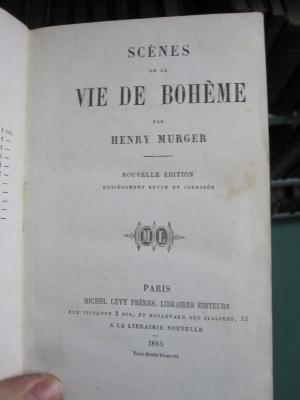 SCÈNES
DE LA
VIE DE BOHÈME
PAR
HENRY MURGER
NOUVELLE ÉDITION
ENTIÈREMENT REVUE ET CORRIGÉE
ML
PARIS
MICHEL LÉVY FRÈRES, LIBRAIRES ÉDITEURS
RUE VIVIENNE 2 BIS, ET BOULEVARD DES ITALIENS, 15
A LA LIBRAIRIE NOUVELLE
1865
Tous droits réservés